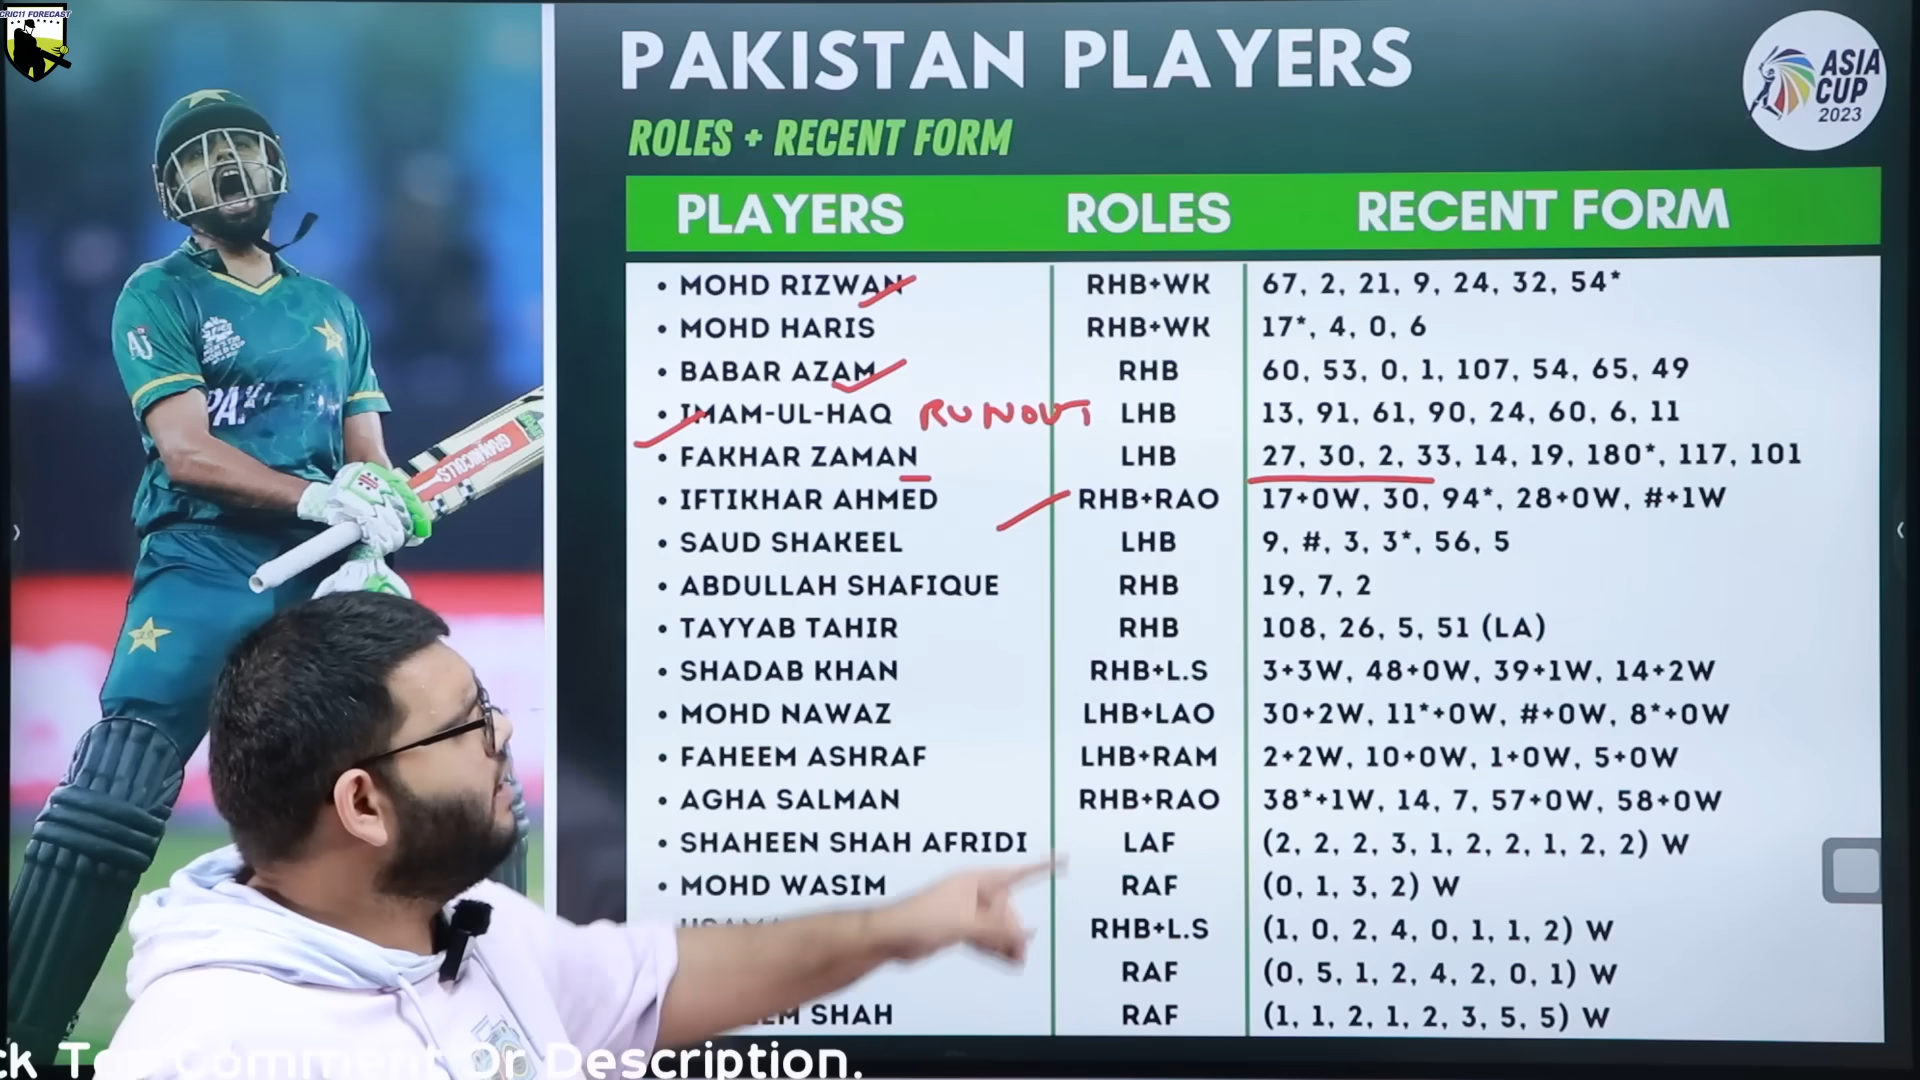 CRIC11 FORECAST
PAKISTAN PLAYERS
ASIA
CUP
2023
ROLES + RECENT FORM
PLAYERS ROLES RECENT FORM
• MOHD RIZWAN RHB+WK 67, 2, 21, 9, 24, 32, 54*
• MOHD HARIS RHB+WK 17*, 4, 0, 6
• BABAR AZAM RHB 60, 53, 0, 1, 107, 54, 65, 49
• IMAM-UL-HAQ RUNOUT LHB 13, 91, 61, 90, 24, 60, 6, 11
• FAKHAR ZAMAN LHB 27, 30, 2, 33, 14, 19, 180*, 117, 101
• IFTIKHAR AHMED RHB+RAO 17+0W, 30, 94*, 28+0W, #+1W
• SAUD SHAKEEL LHB 9, #, 3, 3*, 56, 5
• ABDULLAH SHAFIQUE RHB 19, 7, 2
• TAYYAB TAHIR RHB 108, 26, 5, 51 (LA)
• SHADAB KHAN RHB+L.S 3+3W, 48+0W, 39+1W, 14+2W
• MOHD NAWAZ LHB+LAO 30+2W, 11*+0W, #+0W, 8*+0W
• FAHEEM ASHRAF LHB+RAM 2+2W, 10+0W, 1+0W, 5+0W
• AGHA SALMAN RHB+RAO 38*+1W, 14, 7, 57+0W, 58+0W
• SHAHEEN SHAH AFRIDI LAF (2, 2, 2, 3, 1, 2, 2, 1, 2, 2) W
• MOHD WASIM RAF (0, 1, 3, 2) W
RHB+L.S (1, 0, 2, 4, 0, 1, 1, 2) W
RAF (0, 5, 1, 2, 4, 2, 0, 1) W
SHAH RAF (1, 1, 2, 1, 2, 3, 5, 5) W
Aj
PAK
Comment Or Description.